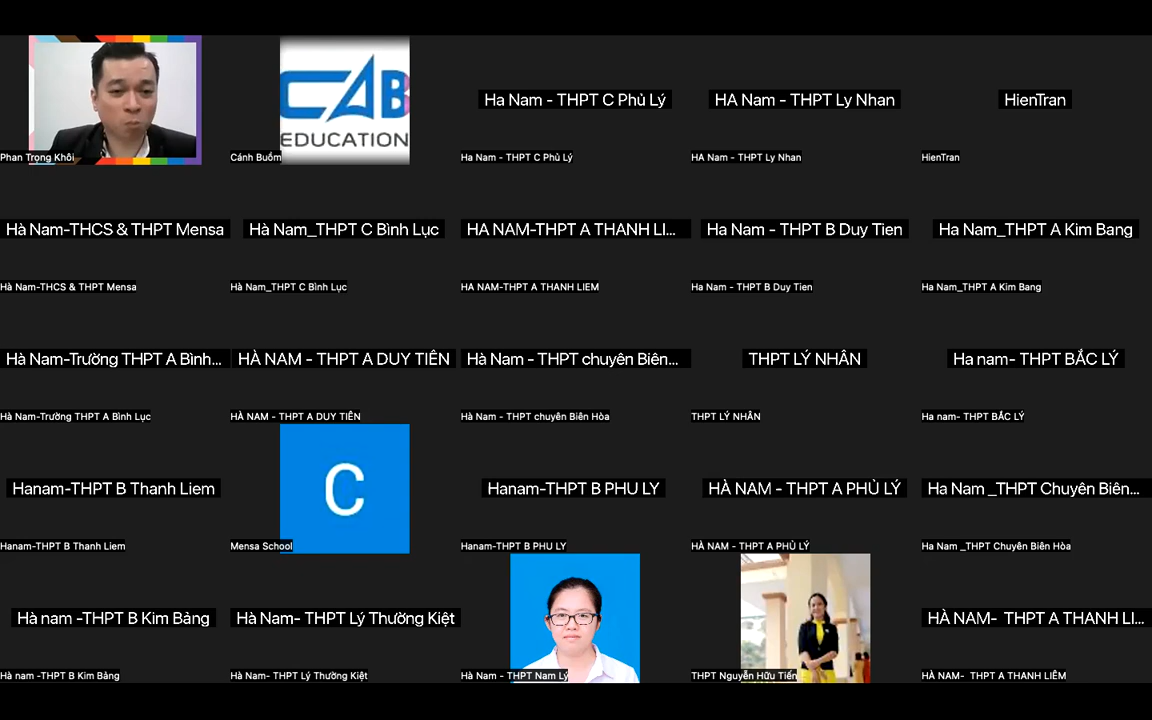 Phan Trọng Khôi
CAB
EDUCATION
Cánh Buồm
Ha Nam - THPT C Phủ Lý
Ha Nam - THPT C Phủ Lý
HA Nam - THPT Ly Nhan
HA Nam - THPT Ly Nhan
HienTran
HienTran
Hà Nam-THCS & THPT Mensa
Hà Nam-THCS & THPT Mensa
Hà Nam_THPT C Bình Lục
Hà Nam_THPT C Bình Lục
HA NAM-THPT A THANH LI...
HA NAM-THPT A THANH LIEM
Ha Nam - THPT B Duy Tien
Ha Nam - THPT B Duy Tien
Ha Nam_THPT A Kim Bang
Ha Nam_THPT A Kim Bang
Hà Nam-Trường THPT A Bình...
Hà Nam-Trường THPT A Bình Lục
HÀ NAM - THPT A DUY TIÊN
HÀ NAM - THPT A DUY TIÊN
Hà Nam - THPT chuyên Biên...
Hà Nam - THPT chuyên Biên Hòa
THPT LÝ NHÂN
THPT LÝ NHÂN
Ha nam- THPT BẮC LÝ
Ha nam- THPT BẮC LÝ
Hanam-THPT B Thanh Liem
Hanam-THPT B Thanh Liem
C
Mensa School
Hanam-THPT B PHU LY
Hanam-THPT B PHU LY
HÀ NAM - THPT A PHỦ LÝ
HÀ NAM - THPT A PHỦ LÝ
Ha Nam _THPT Chuyên Biên...
Ha Nam _THPT Chuyên Biên Hòa
Hà nam -THPT B Kim Bảng
Hà nam -THPT B Kim Bảng
Hà Nam- THPT Lý Thường Kiệt
Hà Nam- THPT Lý Thường Kiệt
Hà Nam - THPT Nam Lý
THPT Nguyễn Hữu Tiến
HÀ NAM-  THPT A THANH LI...
HÀ NAM-  THPT A THANH LIÊM